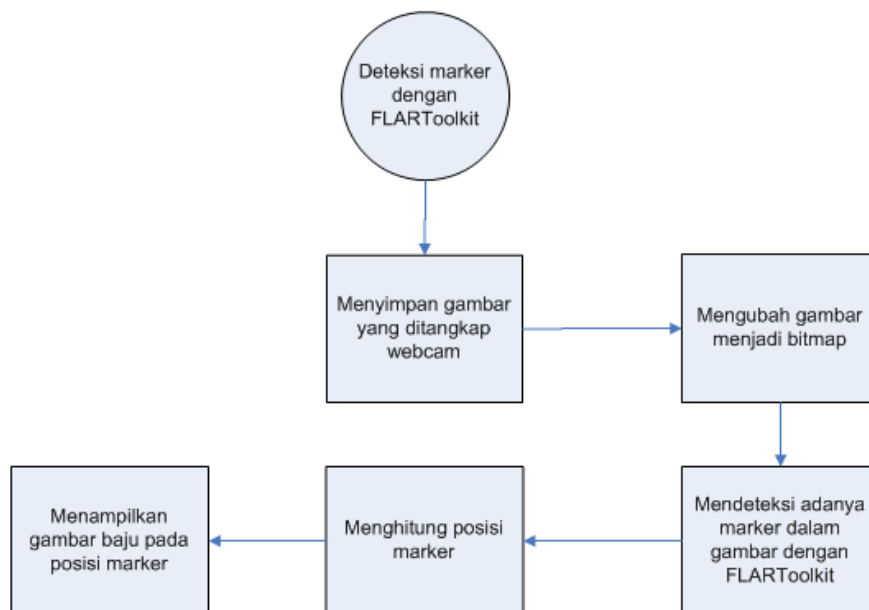 Deteksi marker
dengan
FLARToolkit
Menyimpan gambar
yang ditangkap
webcam
Mengubah gambar
menjadi bitmap
Mendeteksi adanya
marker dalam
gambar dengan
FLARToolkit
Menghitung posisi
marker
Menampilkan
gambar baju pada
posisi marker